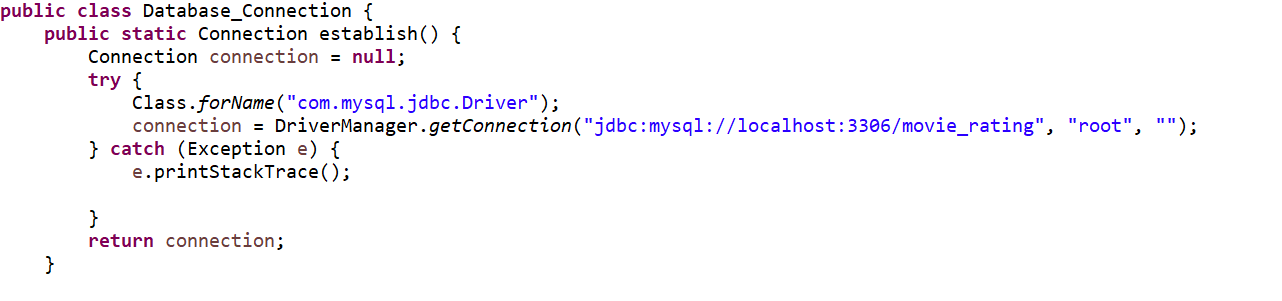 public class Database_Connection {
    public static Connection establish() {
        Connection connection = null;
        try {
            Class.forName("com.mysql.jdbc.Driver");
            connection = DriverManager.getConnection("jdbc:mysql://localhost:3306/movie_rating", "root", "");
        } catch (Exception e) {
            e.printStackTrace();

        }
        return connection;
    }